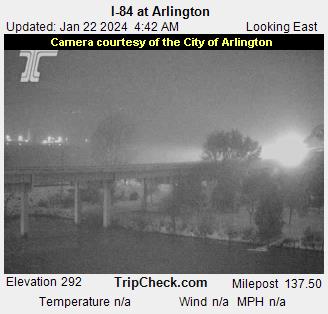 I-84 at Arlington
Updated: Jan 22 2024 4:42 AM Looking East
Camera courtesy of the City of Arlington
Elevation 292 TripCheck.com Milepost 137.50
Temperature n/a Wind n/a MPH n/a